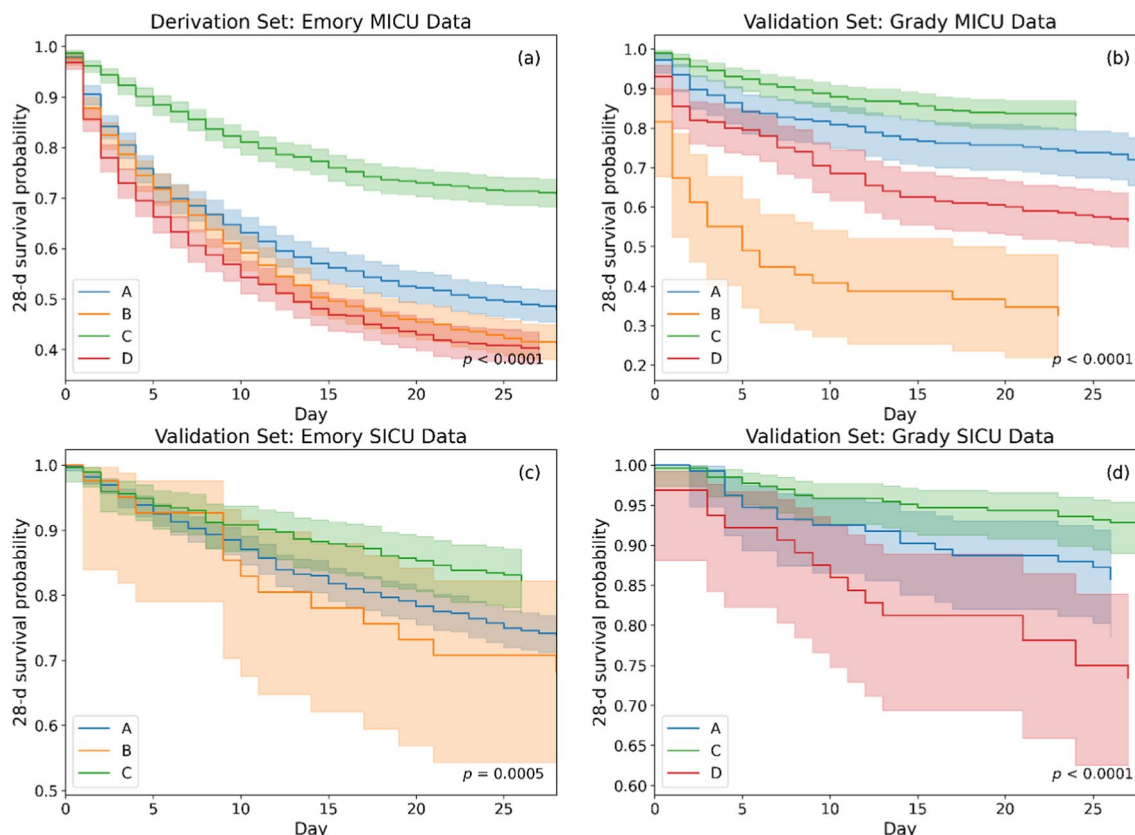 Derivation Set: Emory MICU Data
(a)
28-d survival probability
1.0
0.9
0.8
0.7
0.6
0.5
0.4
A
B
C
D
p < 0.0001
0 5 10 15 20 25
Day
Validation Set: Grady MICU Data
(b)
28-d survival probability
1.0
0.9
0.8
0.7
0.6
0.5
0.4
0.3
0.2
A
B
C
D
p < 0.0001
0 5 10 15 20 25
Day
Validation Set: Emory SICU Data
(c)
28-d survival probability
1.0
0.9
0.8
0.7
0.6
0.5
A
B
C
p = 0.0005
0 5 10 15 20 25
Day
Validation Set: Grady SICU Data
(d)
28-d survival probability
1.00
0.95
0.90
0.85
0.80
0.75
0.70
0.65
0.60
A
C
D
p < 0.0001
0 5 10 15 20 25
Day